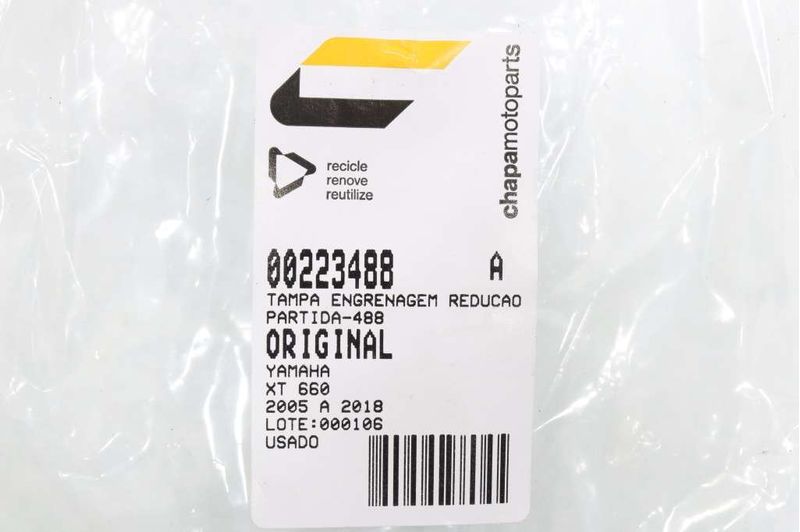 chapamotoparts
recicle
renove
reutilize
00223488 A
TAMPA ENGRENAGEM REDUCAO
PARTIDA-488
ORIGINAL
YAMAHA
XT 660
2005 A 2018
LOTE:000106
USADO